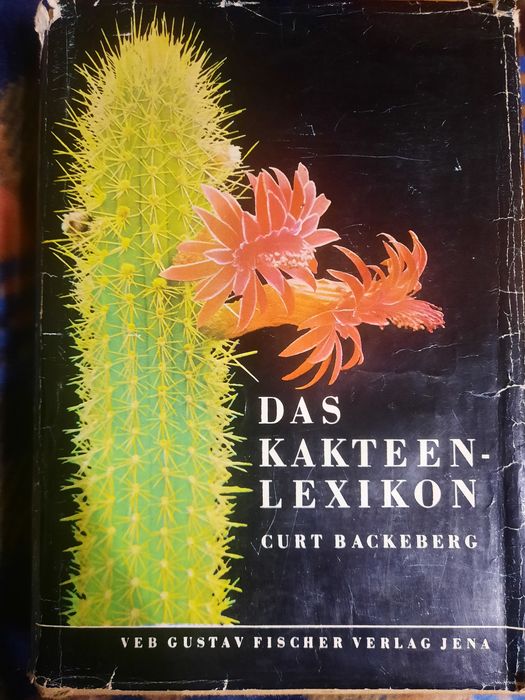 DAS
KAKTEEN-
LEXIKON
CURT BACKEBERG
VEB GUSTAV FISCHER VERLAG JENA